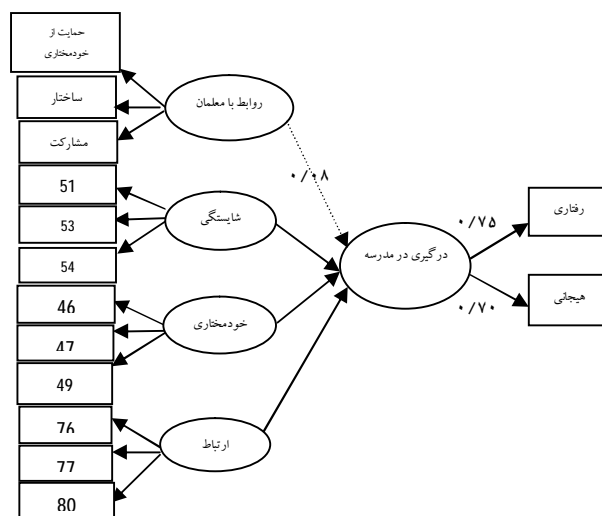 حمایت از
خودمختاری
ساختار
مشارکت
51
53
54
46
47
49
76
77
80
روابط با معلمان
شایستگی
خودمختاری
ارتباط
۰/۰۸
درگیری در مدرسه
۰/۷۵
۰/۷۰
رفتاری
هیجانی